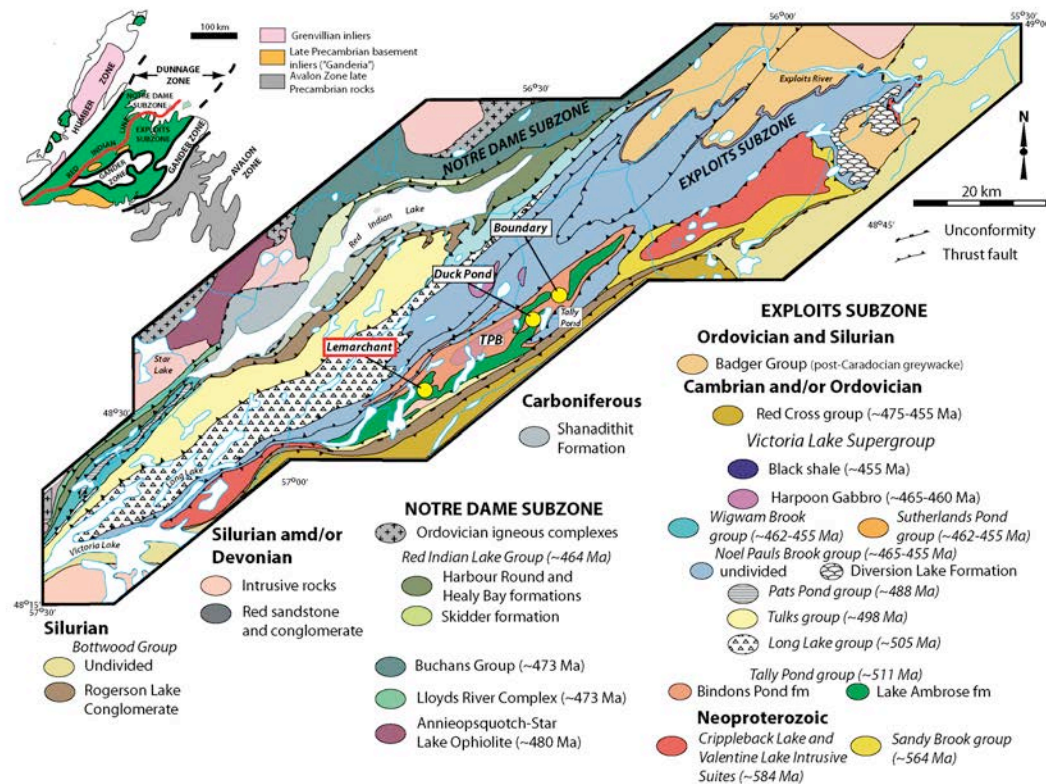 100 km
Grenvillian inliers
Late Precambrian basement
inliers ("Ganderia")
Avalon Zone late
Precambrian rocks
HUMBER ZONE
DUNNAGE
ZONE
NOTRE DAME
SUBZONE
RED INDIAN LINE
EXPLOITS
SUBZONE
GANDER
ZONE
GANDER ZONE
AVALON
ZONE
56°00'
55°30'
49°00'
56°30'
Exploits River
NOTRE DAME SUBZONE
EXPLOITS SUBZONE
N
20 km
48°45'
Unconformity
Thrust fault
Red Indian Lake
Boundary
Duck Pond
Tally
Pond
TPB
Lemarchant
Star
Lake
48°30'
Long Lake
57°00'
Victoria Lake
48°15'
57°30'
Carboniferous
Shanadithit
Formation
Silurian
Bottwood Group
Undivided
Rogerson Lake
Conglomerate
Silurian amd/or
Devonian
Intrusive rocks
Red sandstone
and conglomerate
NOTRE DAME SUBZONE
Ordovician igneous complexes
Red Indian Lake Group (~464 Ma)
Harbour Round and
Healy Bay formations
Skidder formation
Buchans Group (~473 Ma)
Lloyds River Complex (~473 Ma)
Annieopsquotch-Star
Lake Ophiolite (~480 Ma)
EXPLOITS SUBZONE
Ordovician and Silurian
Badger Group (post-Caradocian greywacke)
Cambrian and/or Ordovician
Red Cross group (~475-455 Ma)
Victoria Lake Supergroup
Black shale (~455 Ma)
Harpoon Gabbro (~465-460 Ma)
Wigwam Brook
group (~462-455 Ma)
Sutherlands Pond
group (~462-455 Ma)
Noel Pauls Brook group (~465-455 Ma)
undivided
Diversion Lake Formation
Pats Pond group (~488 Ma)
Tulks group (~498 Ma)
Long Lake group (~505 Ma)
Tally Pond group (~511 Ma)
Bindons Pond fm
Lake Ambrose fm
Neoproterozoic
Crippleback Lake and
Valentine Lake Intrusive
Suites (~584 Ma)
Sandy Brook group
(~564 Ma)